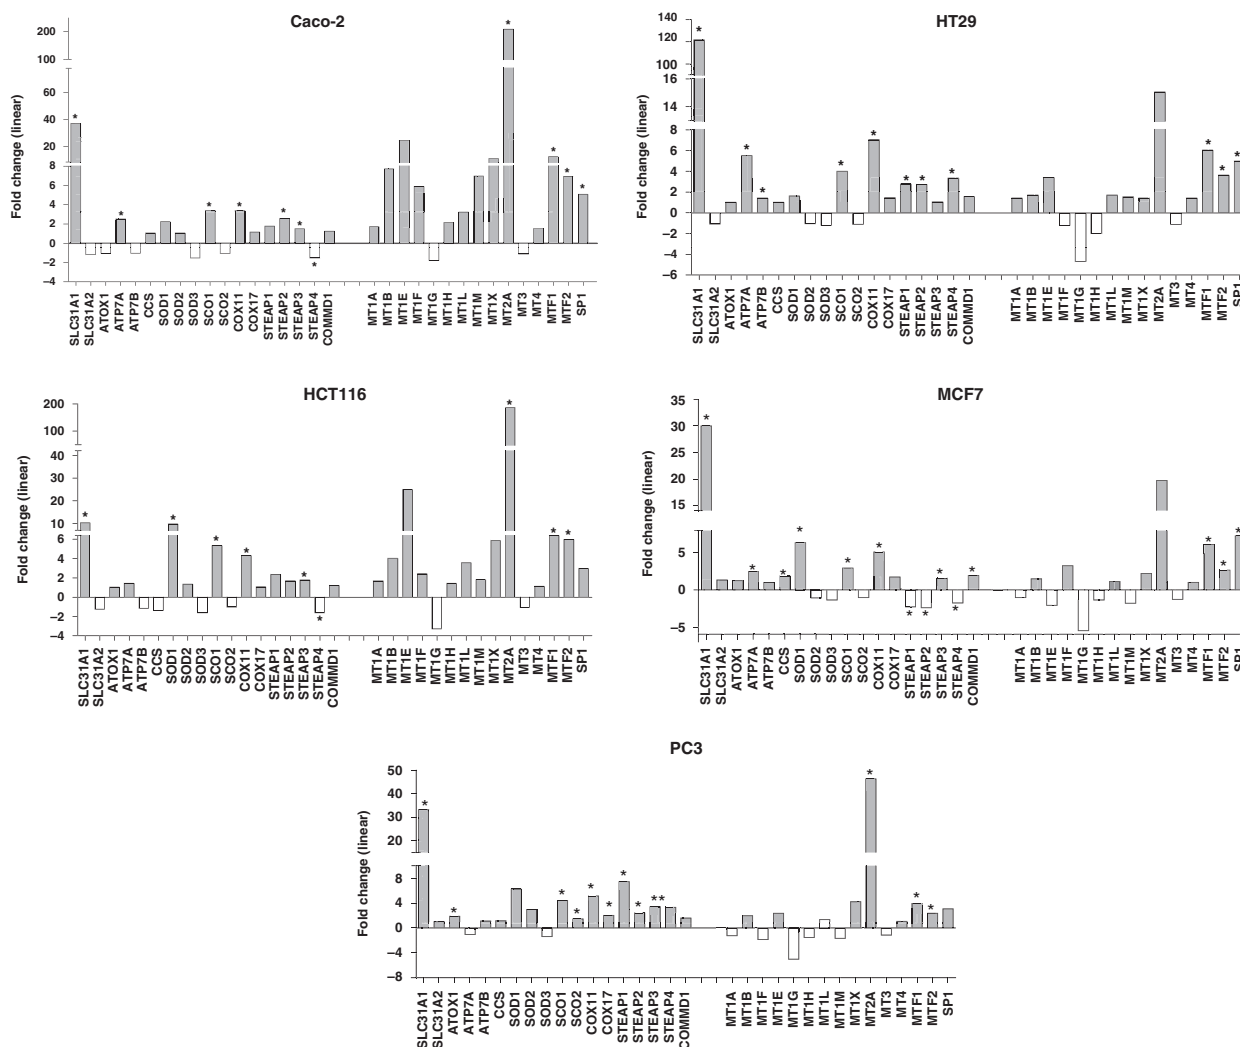 Caco-2
Fold change (linear)
200
100
60
40
20
8
6
4
2
0
−2
−4
* * * * * * * * * * * *
SLC31A1 SLC31A2 ATOX1 ATP7A ATP7B CCS SOD1 SOD2 SOD3 SCO1 SCO2 COX11 COX17 STEAP1 STEAP2 STEAP3 STEAP4 COMMD1 MT1A MT1B MT1E MT1F MT1G MT1H MT1L MT1M MT1X MT2A MT3 MT4 MTF1 MTF2 SP1
HT29
Fold change (linear)
140
120
100
16
14
8
6
4
2
0
−2
−4
−6
* * * * * * * * * * *
SLC31A1 SLC31A2 ATOX1 ATP7A ATP7B CCS SOD1 SOD2 SOD3 SCO1 SCO2 COX11 COX17 STEAP1 STEAP2 STEAP3 STEAP4 COMMD1 MT1A MT1B MT1E MT1F MT1G MT1H MT1L MT1M MT1X MT2A MT3 MT4 MTF1 MTF2 SP1
HCT116
Fold change (linear)
200
100
40
30
20
10
6
4
2
0
−2
−4
* * * * * * * * *
SLC31A1 SLC31A2 ATOX1 ATP7A ATP7B CCS SOD1 SOD2 SOD3 SCO1 SCO2 COX11 COX17 STEAP1 STEAP2 STEAP3 STEAP4 COMMD1 MT1A MT1B MT1E MT1F MT1G MT1H MT1L MT1M MT1X MT2A MT3 MT4 MTF1 MTF2 SP1
MCF7
Fold change (linear)
35
30
25
20
15
5
0
−5
* * * * * * * * * * * * * *
SLC31A1 SLC31A2 ATOX1 ATP7A ATP7B CCS SOD1 SOD2 SOD3 SCO1 SCO2 COX11 COX17 STEAP1 STEAP2 STEAP3 STEAP4 COMMD1 MT1A MT1B MT1E MT1F MT1G MT1H MT1L MT1M MT1X MT2A MT3 MT4 MTF1 MTF2 SP1
PC3
Fold change (linear)
50
40
30
20
8
4
0
−4
−8
* * * * * * * * ** * * *
SLC31A1 SLC31A2 ATOX1 ATP7A ATP7B CCS SOD1 SOD2 SOD3 SCO1 SCO2 COX11 COX17 STEAP1 STEAP2 STEAP3 STEAP4 COMMD1 MT1A MT1B MT1F MT1E MT1G MT1H MT1L MT1M MT1X MT2A MT3 MT4 MTF1 MTF2 SP1